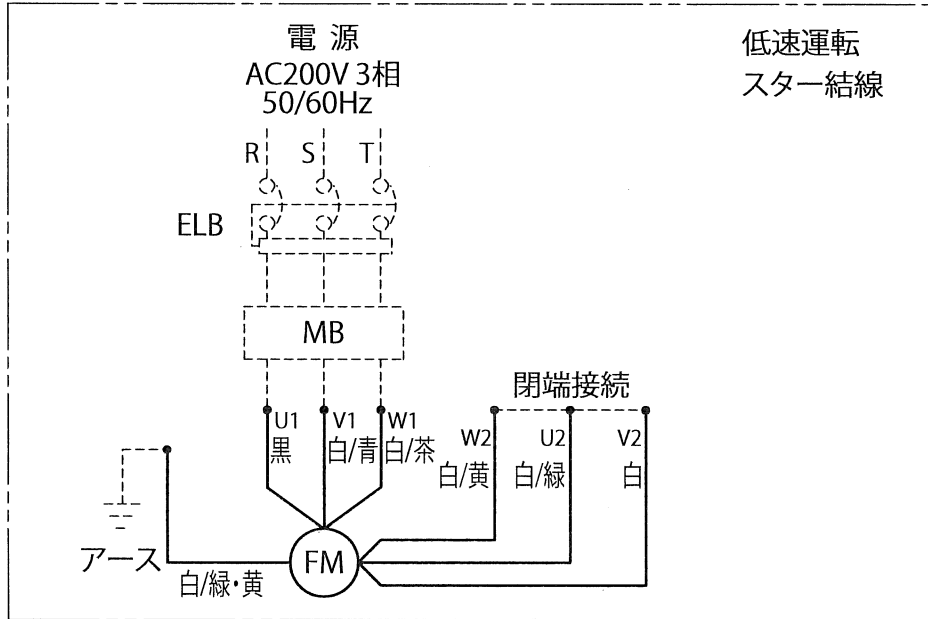 電 源
AC200V 3相
50/60Hz
低速運転
スター結線
R
S
T
ELB
MB
閉端接続
U1
黒
V1
白/青
W1
白/茶
W2
白/黄
U2
白/緑
V2
白
アース
白/緑・黄
FM